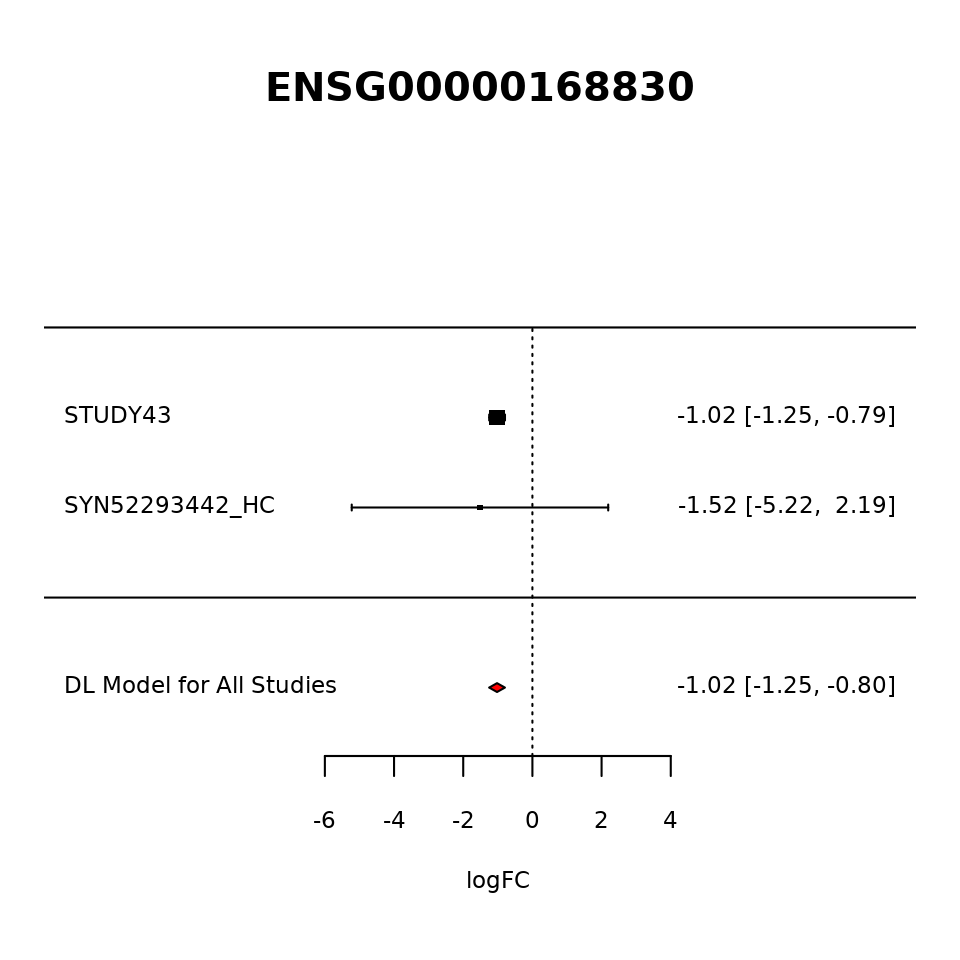 ENSG00000168830
STUDY43 -1.02 [-1.25, -0.79]
SYN52293442_HC -1.52 [-5.22,  2.19]
DL Model for All Studies -1.02 [-1.25, -0.80]
-6 -4 -2 0 2 4
logFC